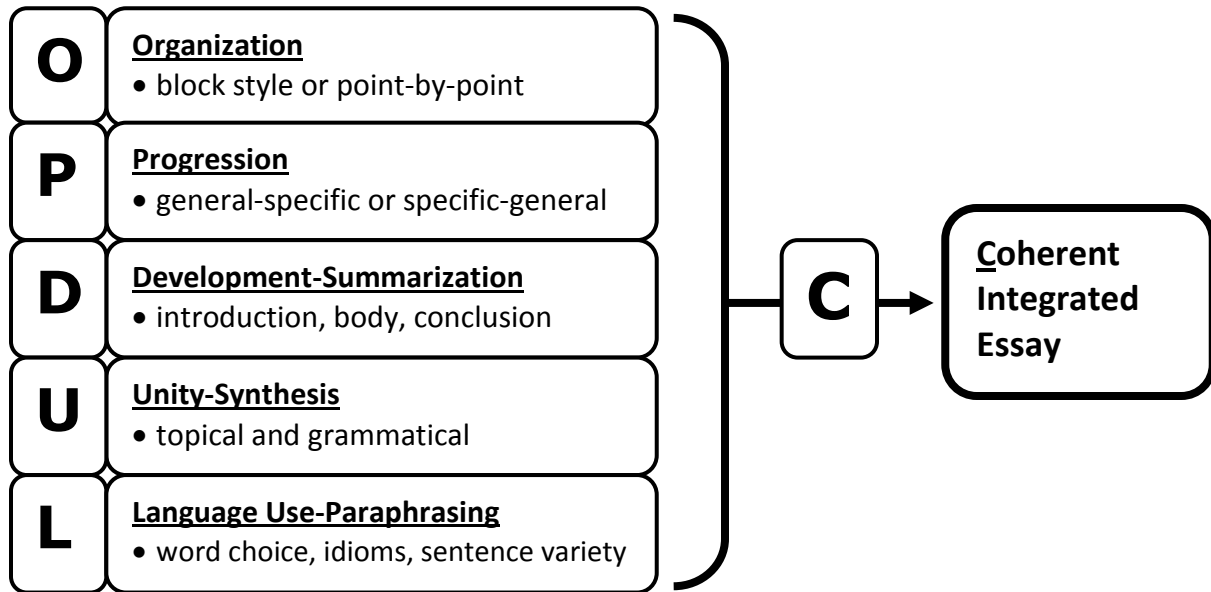 O
Organization
• block style or point-by-point
P
Progression
• general-specific or specific-general
D
Development-Summarization
• introduction, body, conclusion
U
Unity-Synthesis
• topical and grammatical
L
Language Use-Paraphrasing
• word choice, idioms, sentence variety
C
Coherent
Integrated
Essay